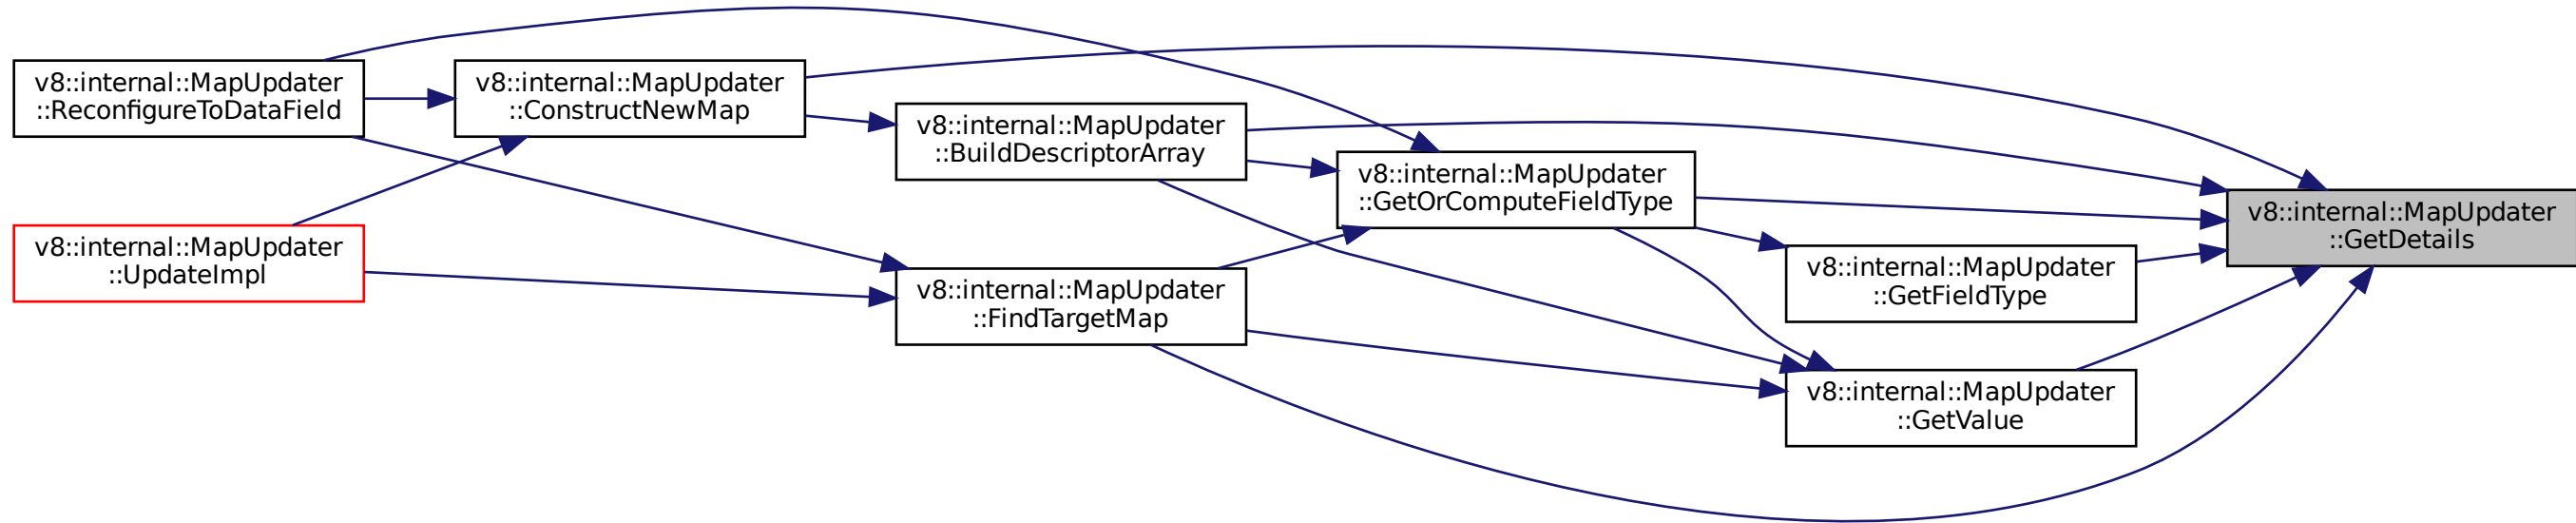 v8::internal::MapUpdater
::ReconfigureToDataField
v8::internal::MapUpdater
::UpdateImpl
v8::internal::MapUpdater
::ConstructNewMap
v8::internal::MapUpdater
::BuildDescriptorArray
v8::internal::MapUpdater
::FindTargetMap
v8::internal::MapUpdater
::GetOrComputeFieldType
v8::internal::MapUpdater
::GetFieldType
v8::internal::MapUpdater
::GetValue
v8::internal::MapUpdater
::GetDetails